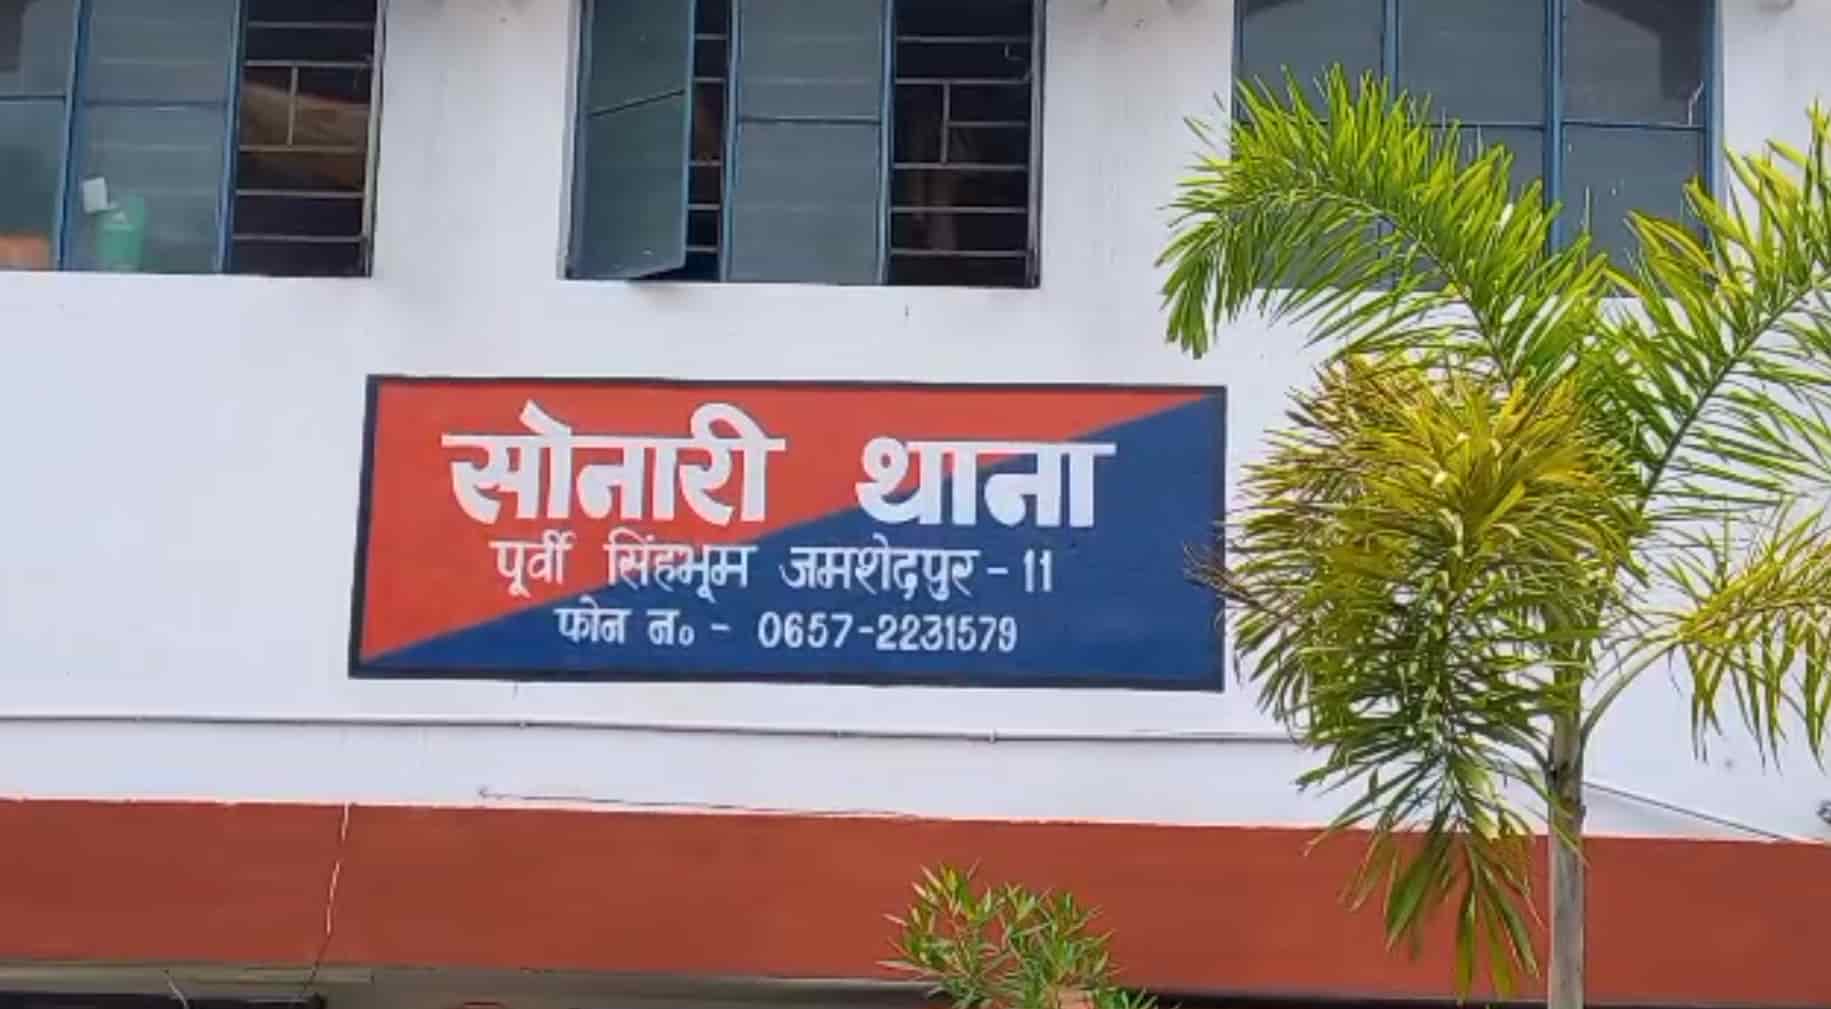 सोनारी थाना
पूर्वी सिंहभूम जमशेदपुर - 11
फोन न० - 0657-2231579